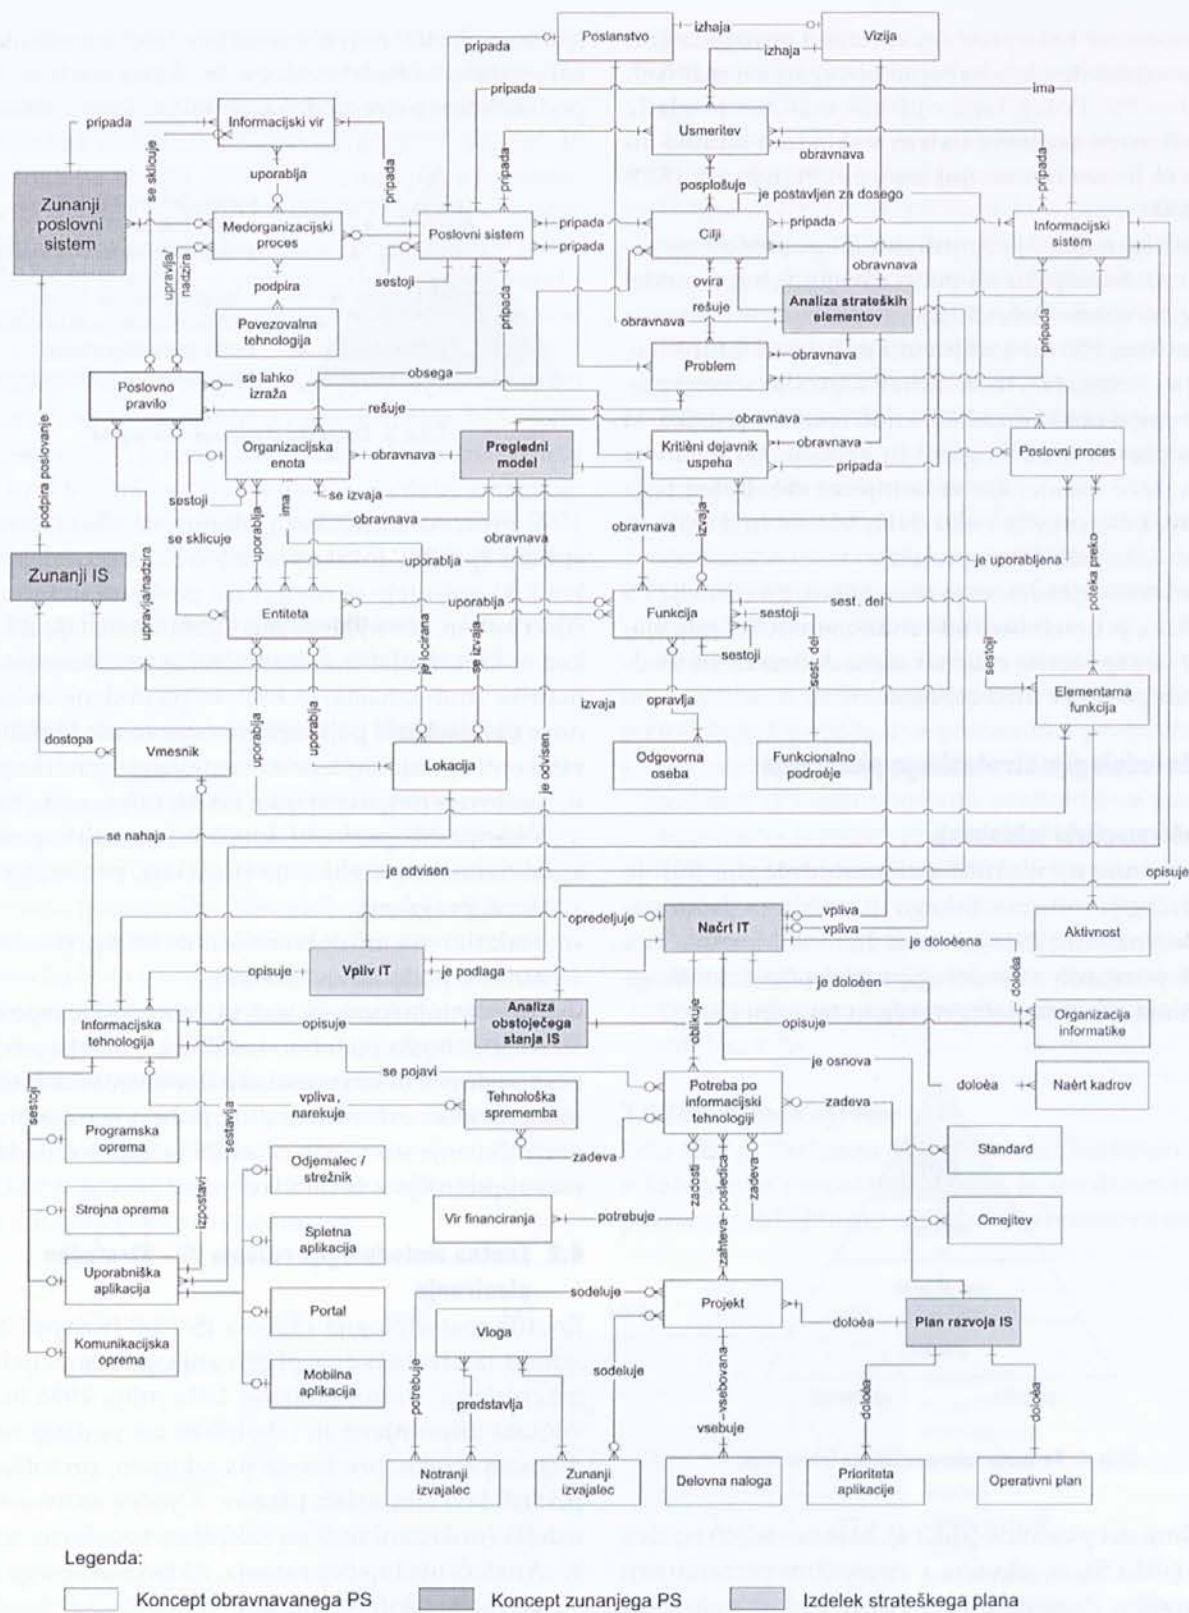 Poslanstvo
izhaja
Vizija
pripada
izhaja
pripada
ima
pripada
Informacijski vir
Usmeritev
obravnava
se sklicuje
uporablja
pripada
pripada
posplošuje
je postavljen za dosego
pripada
Zunanji
poslovni
sistem
Medorganizacijski
proces
Poslovni sistem
pripada
Cilji
pripada
Informacijski
sistem
pripada
upravlja/
nadzira
podpira
sestoji
pripada
ovira
obravnava
Povezovalna
tehnologija
rešuje
obravnava
Analiza strateških
elementov
pripada
Problem
obravnava
obsega
Poslovno
pravilo
se lahko
izraža
rešuje
obravnava
podpira poslovanje
Organizacijska
enota
obravnava
Pregledni
model
Kritični dejavnik
uspeha
obravnava
pripada
Poslovni proces
sestoji
ima
se izvaja
obravnava
obravnava
se sklicuje
uporablja
obravnava
izvaja
uporablja
je uporabljena
poteka preko
Zunanji IS
upravlja/nadzira
Entiteta
uporablja
Funkcija
sestoji
sest. del
sestoji
je locirana
se izvaja
sestoji
sest. del
izvaja
opravlja
Elementarna
funkcija
dostopa
Vmesnik
uporablja
uporablja
Lokacija
je odvisen
Odgovorna
oseba
Funkcionalno
podroèje
se nahaja
je odvisen
opisuje
opredeljuje
Načrt IT
vpliva
vpliva
Aktivnost
je doloèena
opisuje
Vpliv IT
je podlaga
je doloèen
doloèa
Informacijska
tehnologija
opisuje
Analiza
obstoječega
stanja IS
oblikuje
opisuje
Organizacija
informatike
sestoji
se pojavi
je osnova
vpliva,
narekuje
Tehnološka
sprememba
Potreba po
informacijski
tehnologiji
zadeva
doloèa
Naèrt kadrov
Programska
oprema
sestavlja
zadeva
Standard
Odjemalec /
strežnik
zadosti
zahteva
posledica
zadeva
Strojna oprema
izpostavi
Spletna
aplikacija
Vir financiranja
potrebuje
Omejitev
Uporabniška
aplikacija
Portal
sodeluje
Projekt
doloèa
Plan razvoja IS
Komunikacijska
oprema
Mobilna
aplikacija
Vloga
sodeluje
potrebuje
predstavlja
vsebovana
vsebuje
doloèa
doloèa
Notranji
izvajalec
Zunanji
izvajalec
Delovna naloga
Prioriteta
aplikacije
Operativni plan
Legenda:
Koncept obravnavanega PS
Koncept zunanjega PS
Izdelek strateškega plana